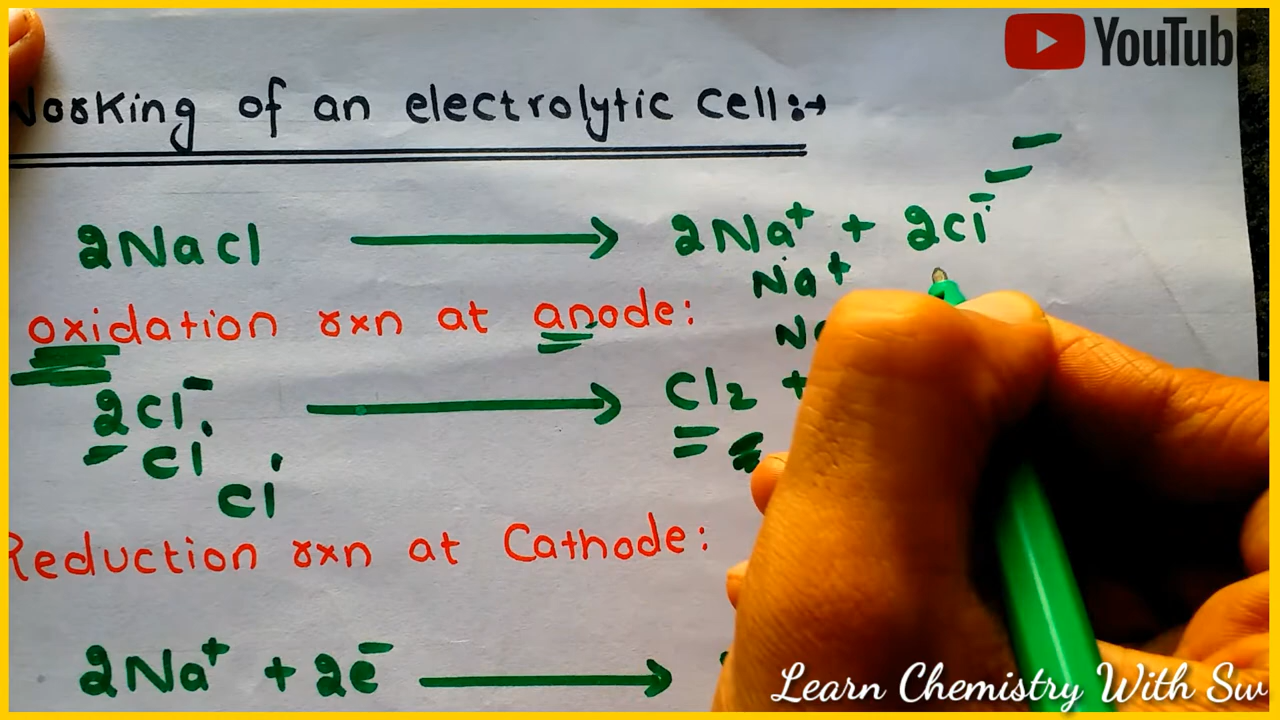 YouTube
Working of an electrolytic cell:→
2NaCl → 2Na⁺ + 2Cl⁻
Na⁺
oxidation rxn at anode:
2Cl⁻ → Cl₂ +
Cl
Cl
Reduction rxn at Cathode:
2Na⁺ + 2e⁻ →
Learn Chemistry With Sw